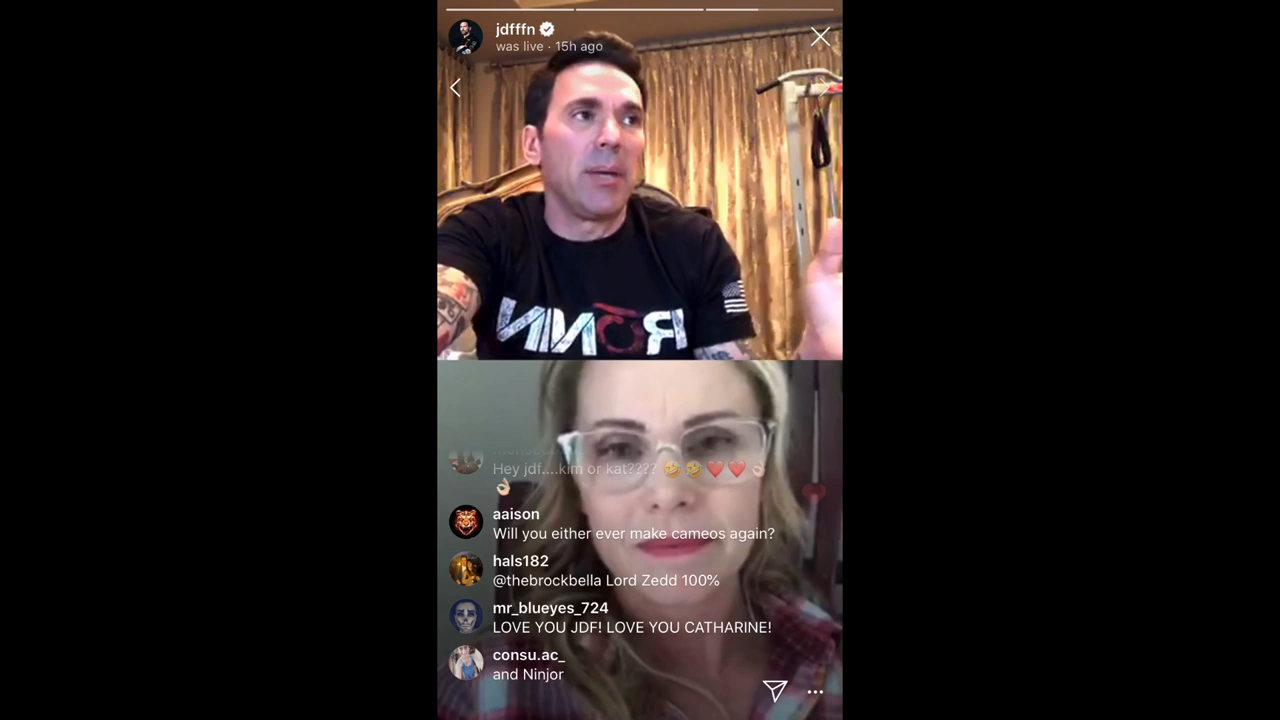 jdfffn
was live · 15h ago
RŌNIN
Hey jdf....kim or kat???? 🤣🤣❤️❤️👌🏻
👌🏻
aaison
Will you either ever make cameos again?
hals182
@thebrockbella Lord Zedd 100%
mr_blueyes_724
LOVE YOU JDF! LOVE YOU CATHARINE!
consu.ac_
and Ninjor